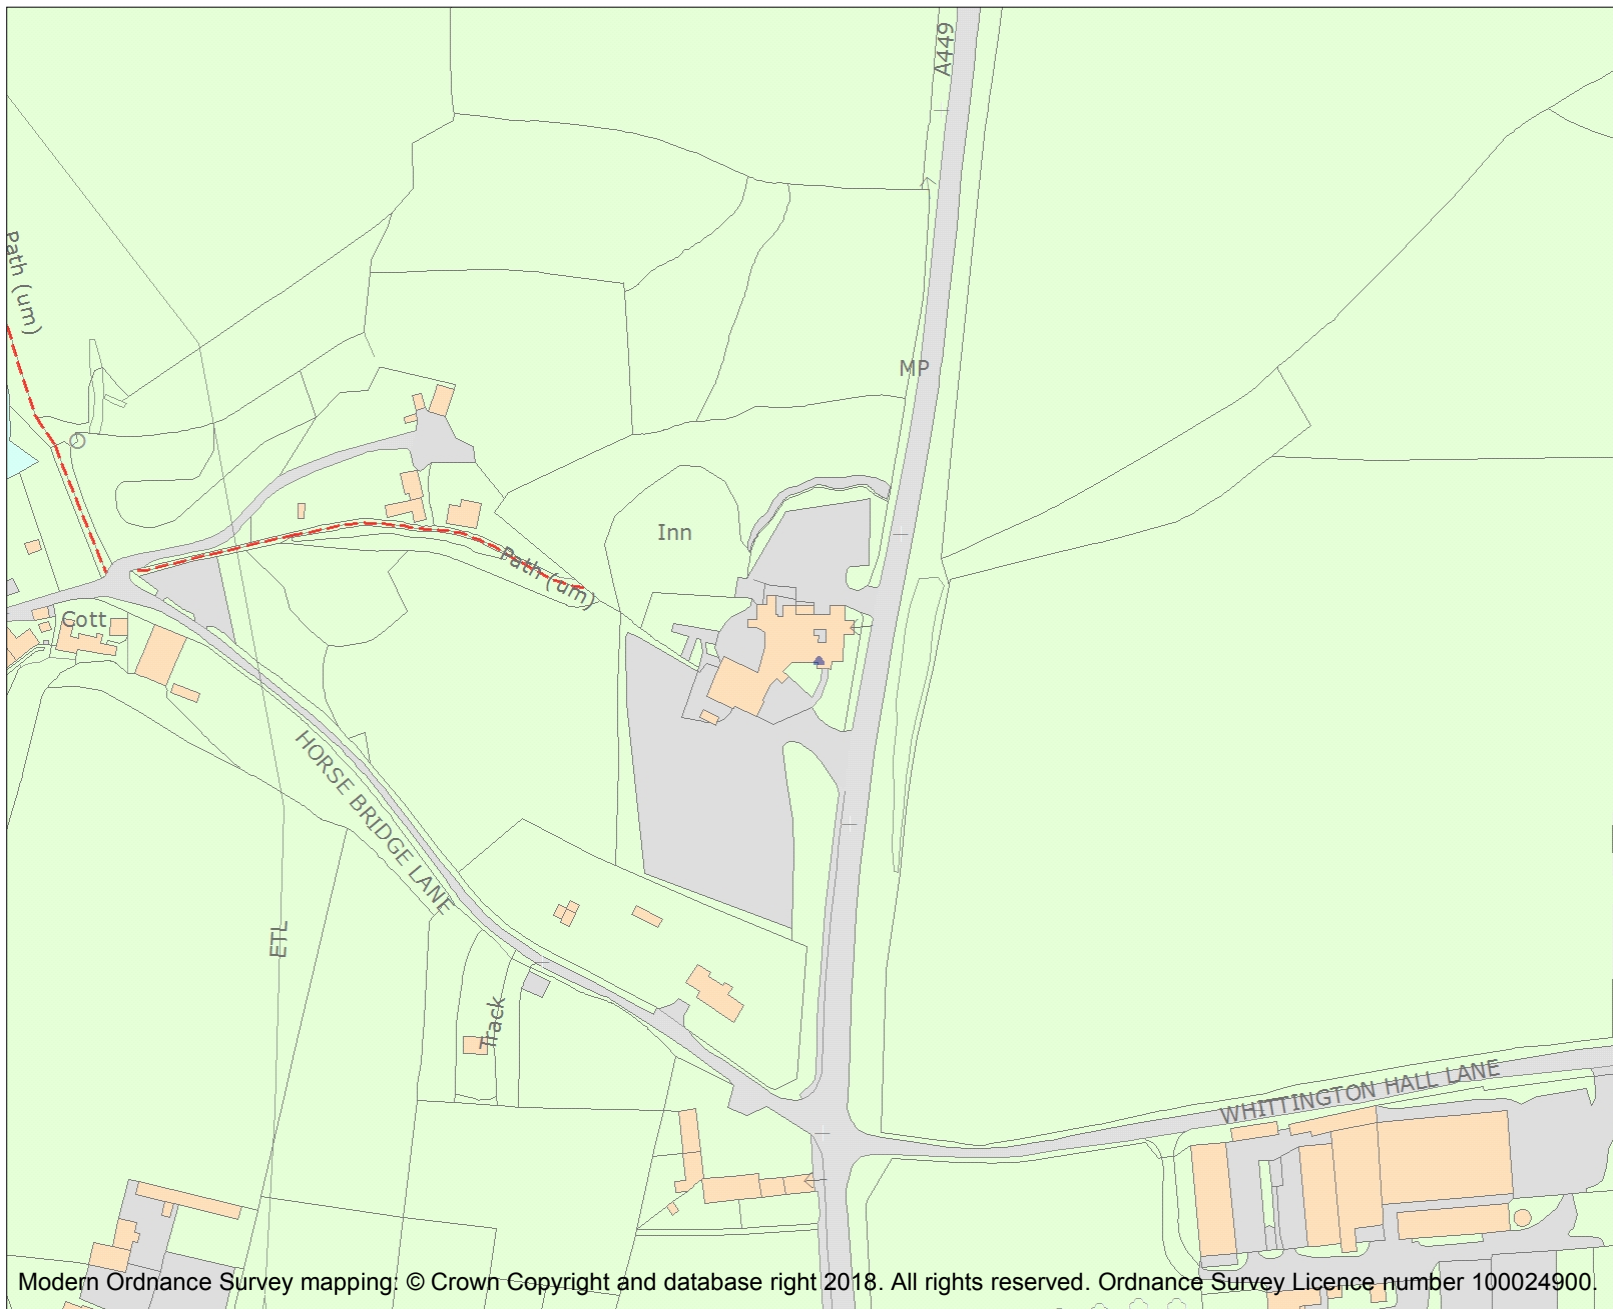 A449
Path (um)
MP
Inn
Path (um)
Cott
HORSE BRIDGE LANE
ETL
Track
WHITTINGTON HALL LANE
Modern Ordnance Survey mapping: © Crown Copyright and database right 2018. All rights reserved. Ordnance Survey Licence number 100024900.